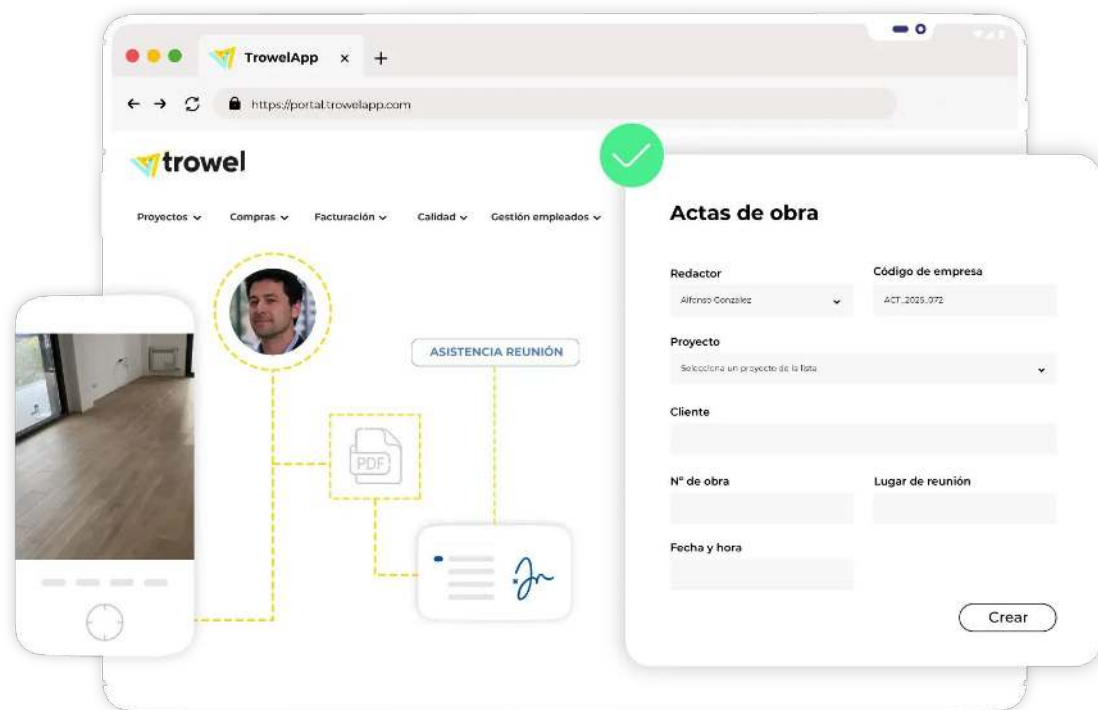 TrowelApp × +
https://portal.trowelapp.com
trowel
Proyectos Compras Facturación Calidad Gestión empleados
ASISTENCIA REUNIÓN
PDF
Actas de obra
Redactor
Alfonso Gonzalez
Código de empresa
ACT_2025_072
Proyecto
Selecciona un proyecto de la lista
Cliente
Nº de obra
Lugar de reunión
Fecha y hora
Crear